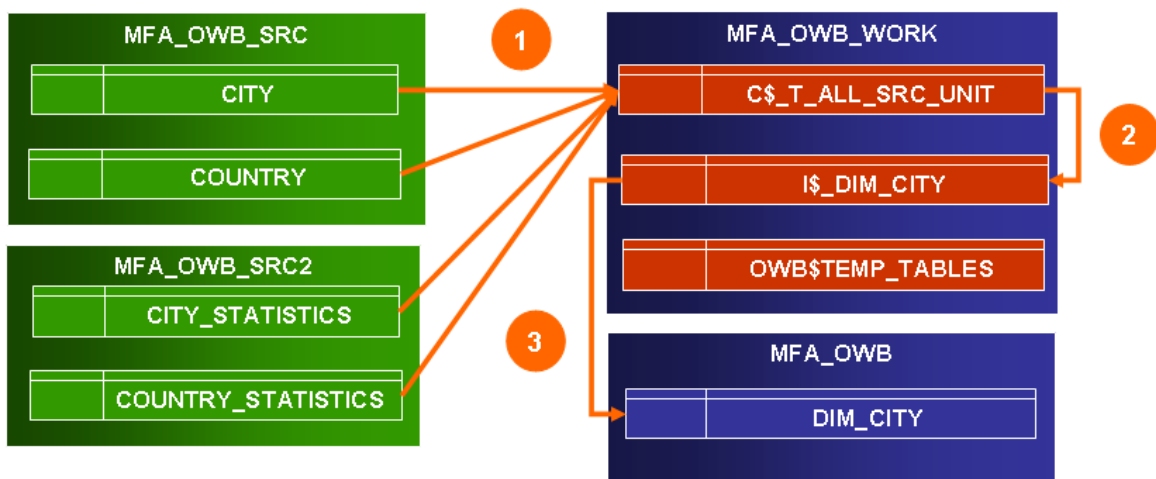 MFA_OWB_SRC
CITY
COUNTRY
MFA_OWB_SRC2
CITY_STATISTICS
COUNTRY_STATISTICS
1
MFA_OWB_WORK
C$_T_ALL_SRC_UNIT
2
I$_DIM_CITY
OWB$TEMP_TABLES
3
MFA_OWB
DIM_CITY